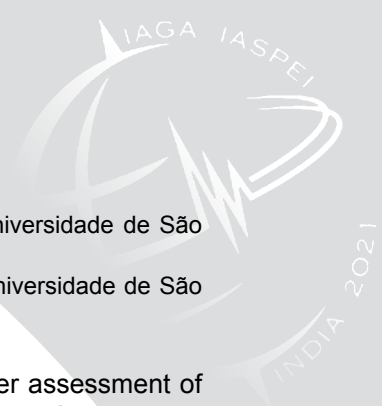 IAGA IASPEI
INDIA 2021
niversidade de São
niversidade de São
er assessment of